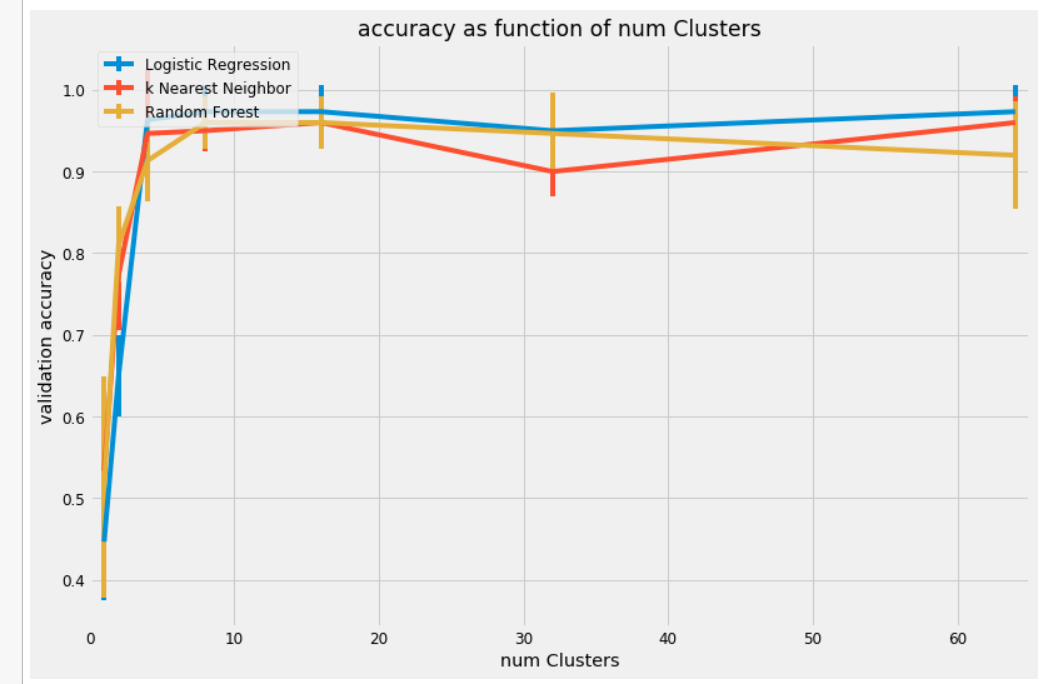 accuracy as function of num Clusters
Logistic Regression
k Nearest Neighbor
Random Forest
1.0
0.9
0.8
0.7
0.6
0.5
0.4
validation accuracy
0 10 20 30 40 50 60
num Clusters